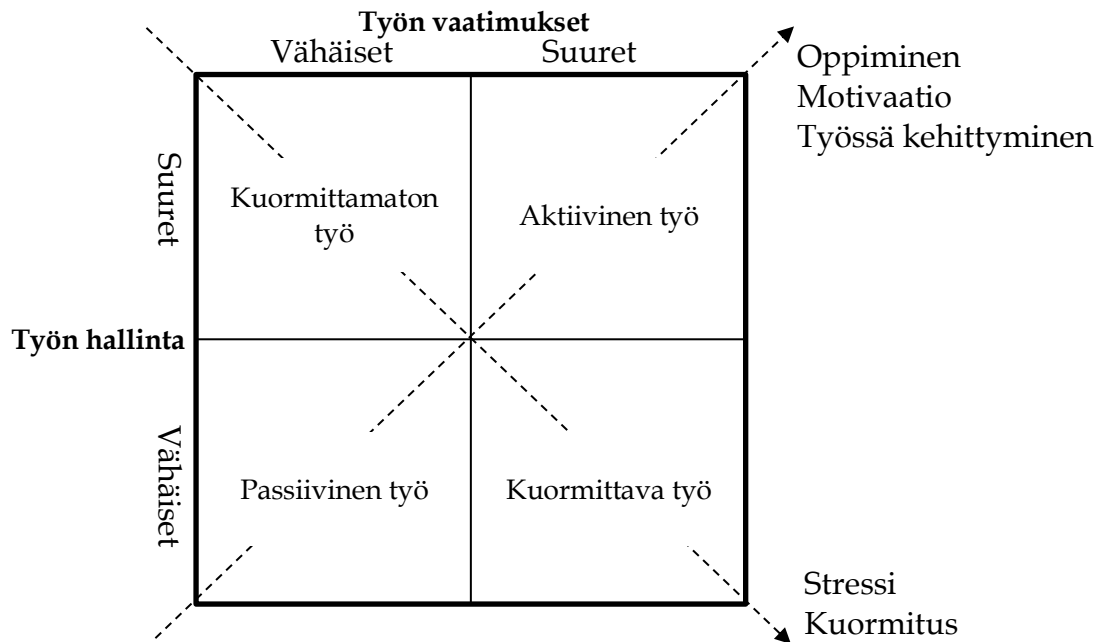 Työn vaatimukset
Vähäiset
Suuret
Oppiminen
Motivaatio
Työssä kehittyminen
Suuret
Kuormittamaton
työ
Aktiivinen työ
Työn hallinta
Vähäiset
Passiivinen työ
Kuormittava työ
Stressi
Kuormitus